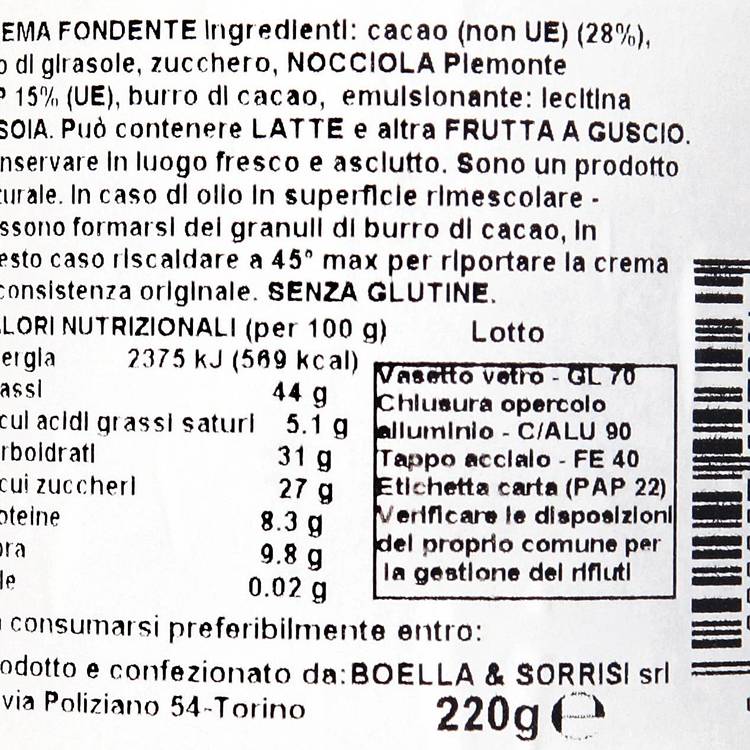 EMA FONDENTE Ingredienti: cacao (non UE) (28%),
o di girasole, zucchero, NOCCIOLA Piemonte
P 15% (UE), burro di cacao, emulsionante: lecitina
SOIA. Può contenere LATTE e altra FRUTTA A GUSCIO.
nservare in luogo fresco e asciutto. Sono un prodotto
turale. In caso di olio in superficie rimescolare -
ssono formarsi dei granuli di burro di cacao, in
esto caso riscaldare a 45° max per riportare la crema
consistenza originale. SENZA GLUTINE.
LORI NUTRIZIONALI (per 100 g)
ergia 2375 kJ (569 kcal)
assi 44 g
cui acidi grassi saturi 5.1 g
rboidrati 31 g
cui zuccheri 27 g
oteine 8.3 g
bra 9.8 g
le 0.02 g
Lotto
Vasetto vetro - GL 70
Chiusura opercolo
alluminio - C/ALU 90
Tappo acciaio - FE 40
Etichetta carta (PAP 22)
Verificare le disposizioni
del proprio comune per
la gestione dei rifiuti
consumarsi preferibilmente entro:
odotto e confezionato da: BOELLA & SORRISI srl
via Poliziano 54-Torino
220g e